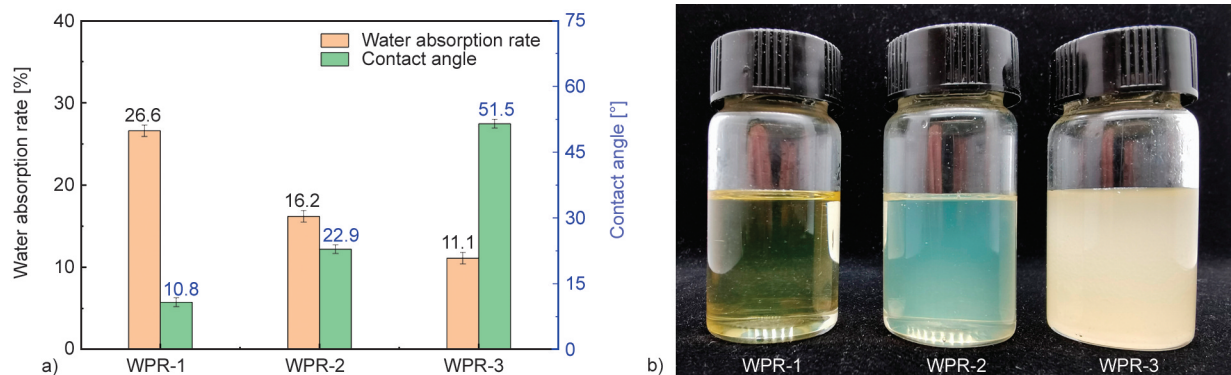 40
30
20
10
0
Water absorption rate [%]
75
60
45
30
15
0
Contact angle [°]
Water absorption rate
Contact angle
26.6
10.8
16.2
22.9
11.1
51.5
WPR-1
WPR-2
WPR-3
a)
b)
WPR-1
WPR-2
WPR-3